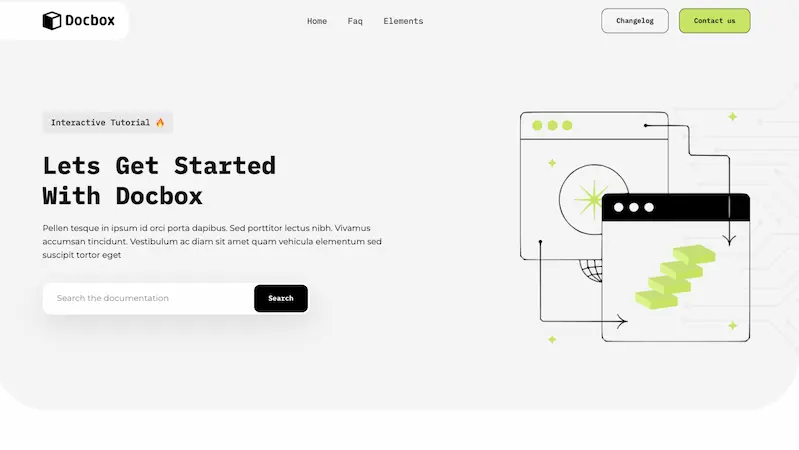 Docbox
Home
Faq
Elements
Changelog
Contact us
Interactive Tutorial 🔥
Lets Get Started
With Docbox
Pellen tesque in ipsum id orci porta dapibus. Sed porttitor lectus nibh. Vivamus
accumsan tincidunt. Vestibulum ac diam sit amet quam vehicula elementum sed
suscipit tortor eget
Search the documentation
Search